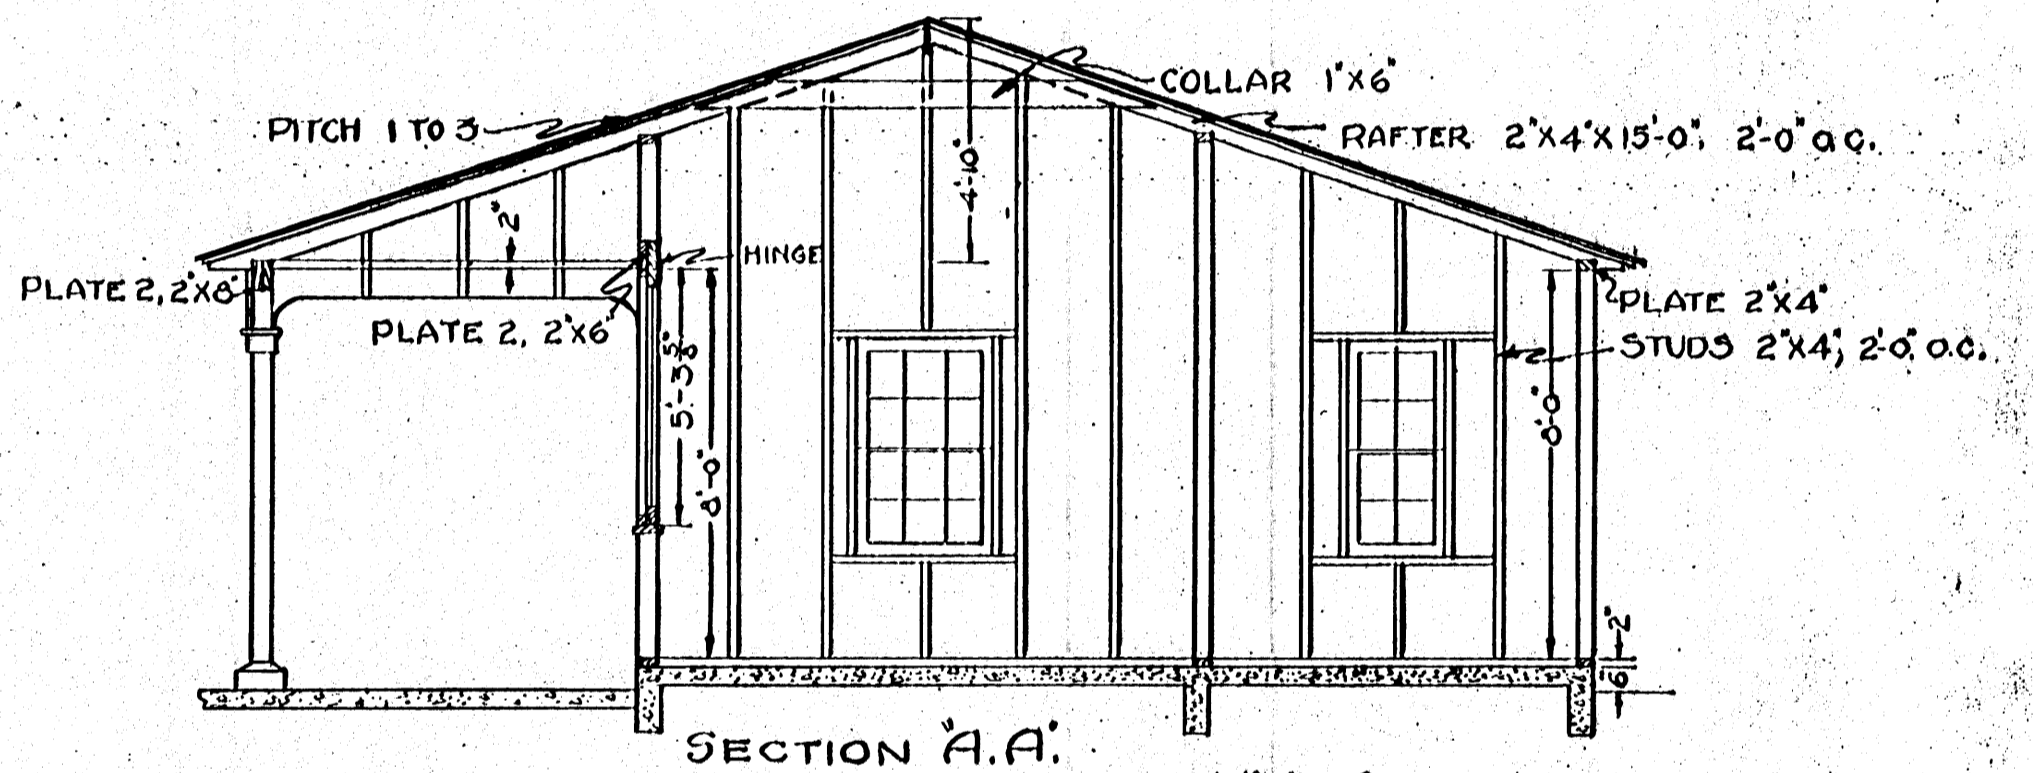 COLLAR 1"X6"
PITCH 1 TO 3
RAFTER 2"X4"X15'-0", 2'-0" O.C.
4'-10"
2"
HINGE
PLATE 2, 2"X8"
PLATE 2"X4"
PLATE 2, 2"X6"
STUDS 2"X4", 2'-0" O.C.
5'-3 5/8"
8'-0"
8'-0"
2"
6"
SECTION "A.A".